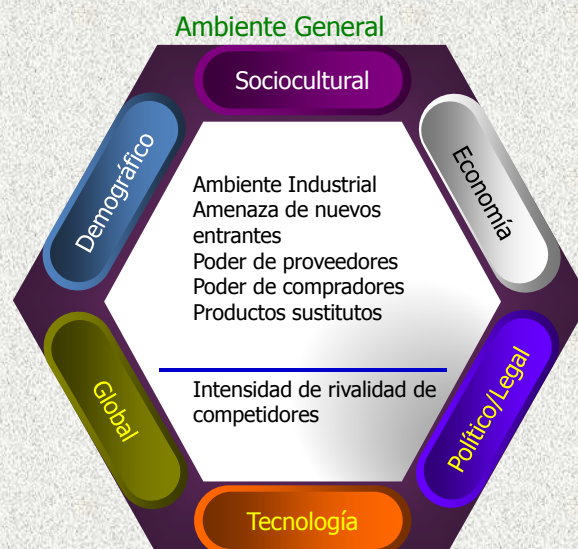 Ambiente General
Sociocultural
Demográfico
Economía
Ambiente Industrial
Amenaza de nuevos
entrantes
Poder de proveedores
Poder de compradores
Productos sustitutos
Intensidad de rivalidad de
competidores
Global
Político/Legal
Tecnología